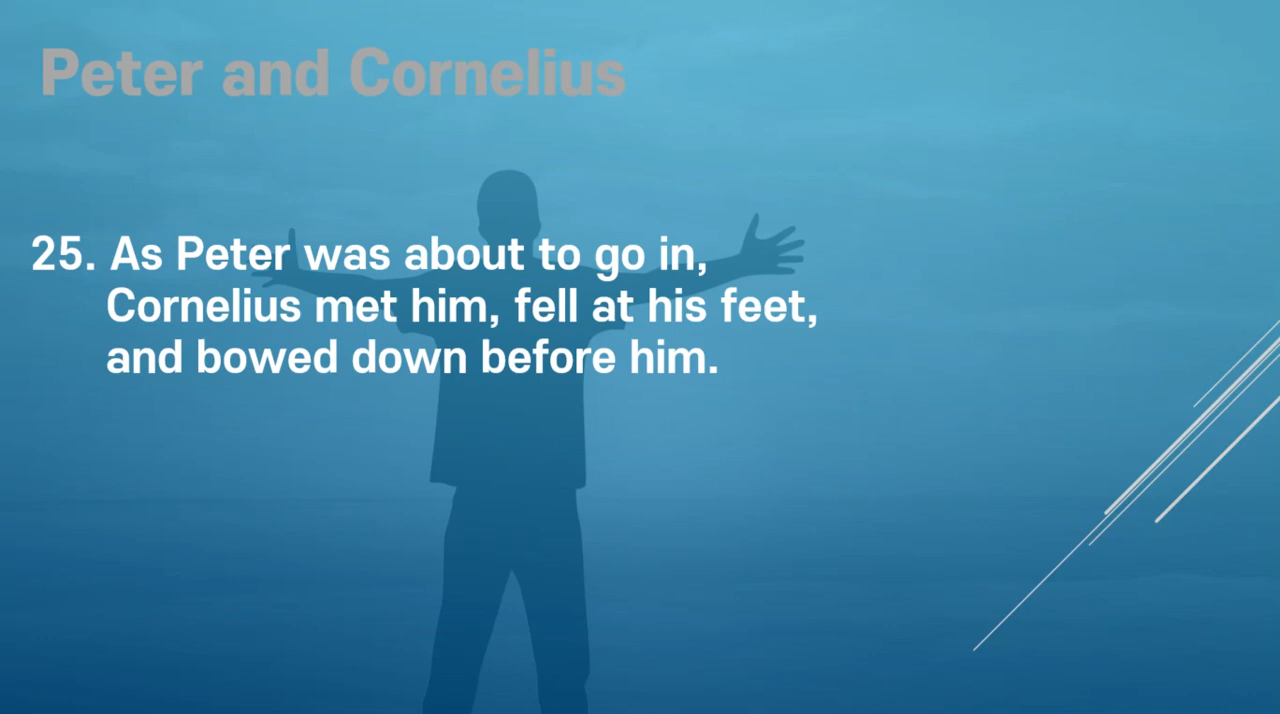 Peter and Cornelius
25. As Peter was about to go in,
Cornelius met him, fell at his feet,
and bowed down before him.